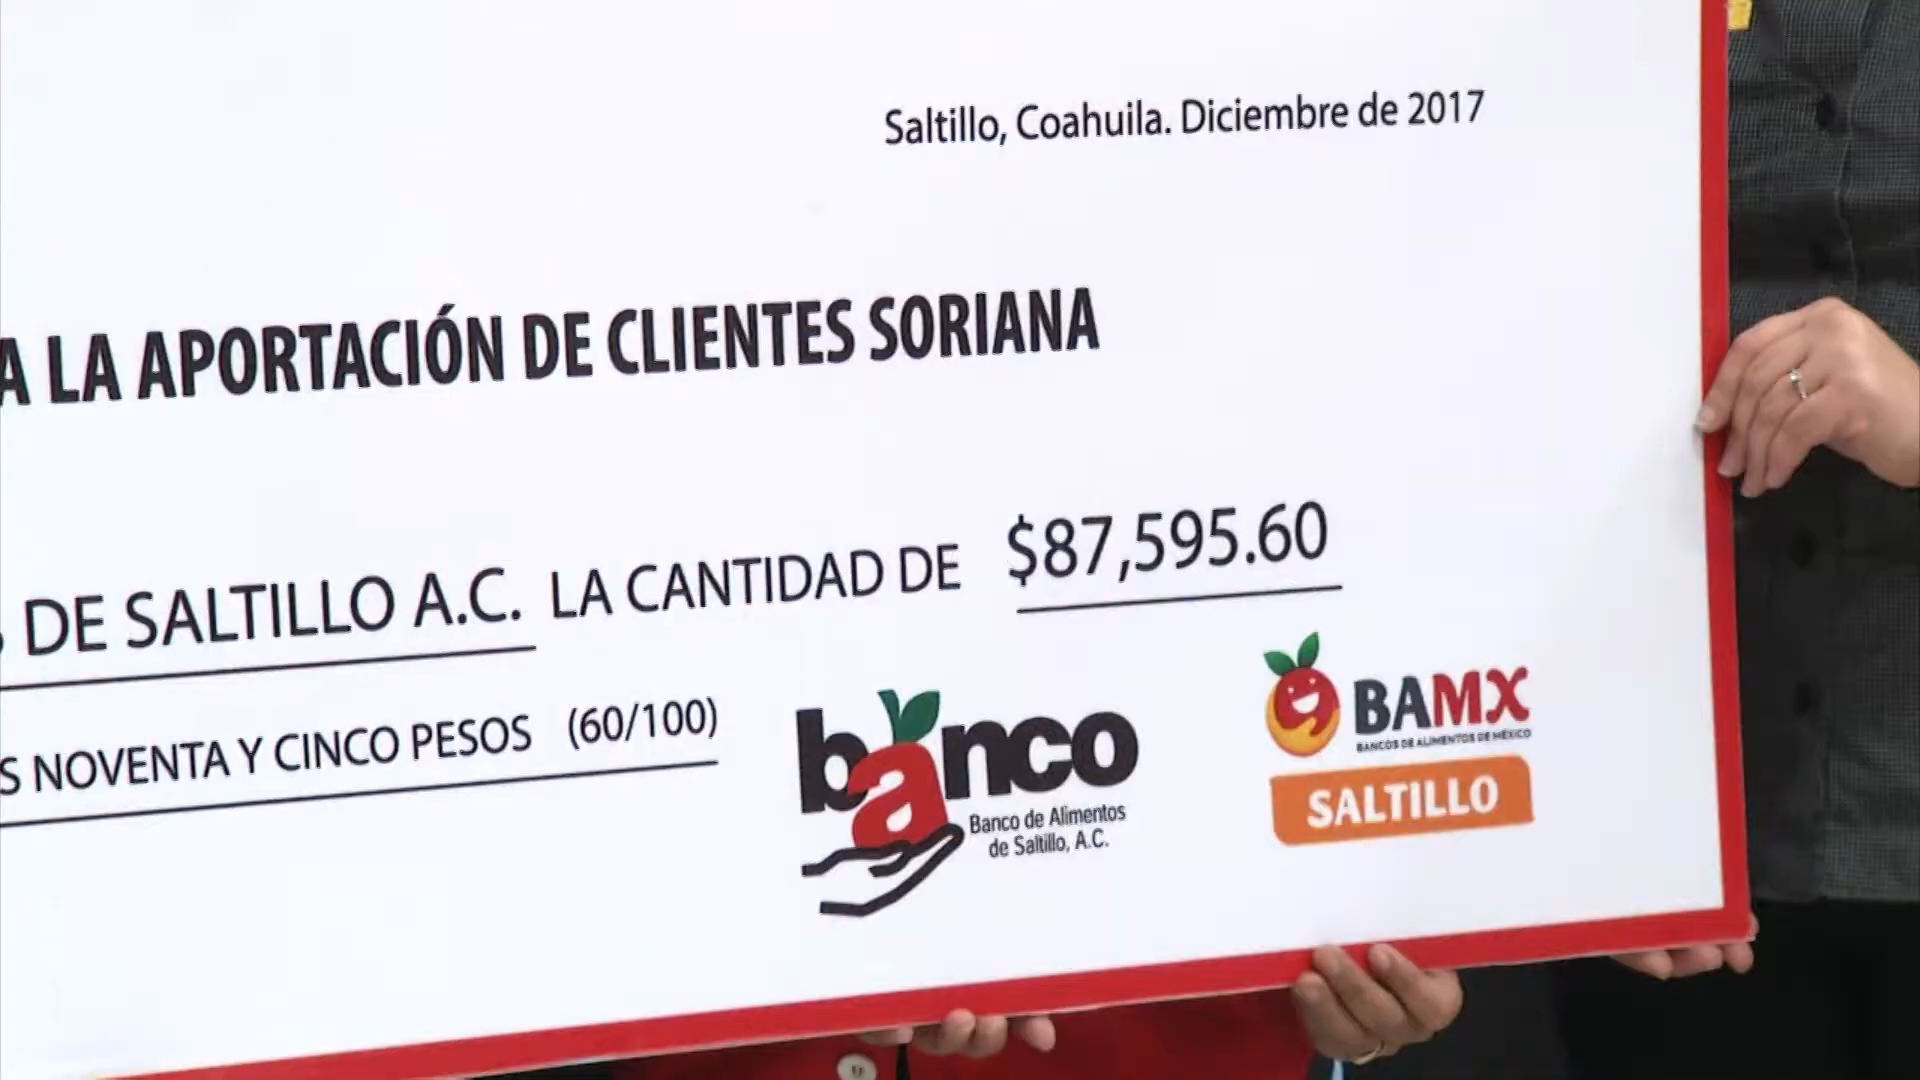 Saltillo, Coahuila. Diciembre de 2017
A LA APORTACIÓN DE CLIENTES SORIANA
DE SALTILLO A.C. LA CANTIDAD DE $87,595.60
S NOVENTA Y CINCO PESOS (60/100)
banco
Banco de Alimentos
de Saltillo, A.C.
BAMX
BANCOS DE ALIMENTOS DE MÉXICO
SALTILLO